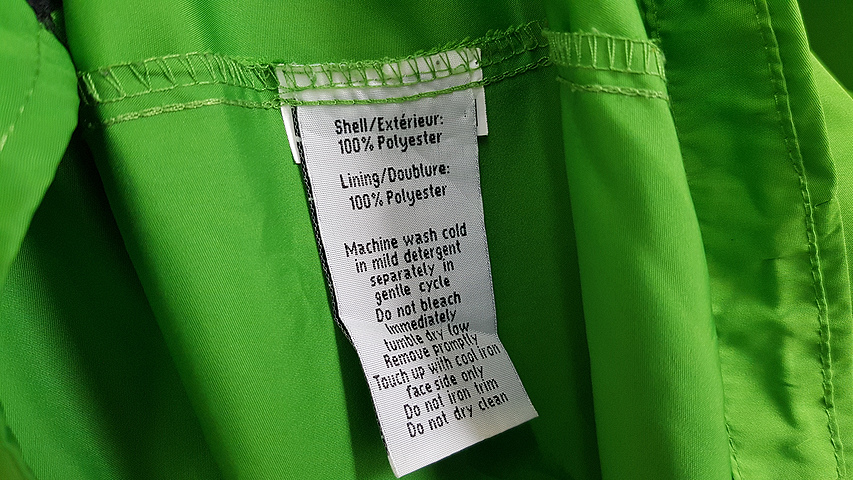 Shell/Extérieur:
100% Polyester
Lining/Doublure:
100% Polyester
Machine wash cold
in mild detergent
separately in
gentle cycle
Do not bleach
Immediately
tumble dry low
Remove promptly
Touch up with cool iron
face side only
Do not iron trim
Do not dry clean